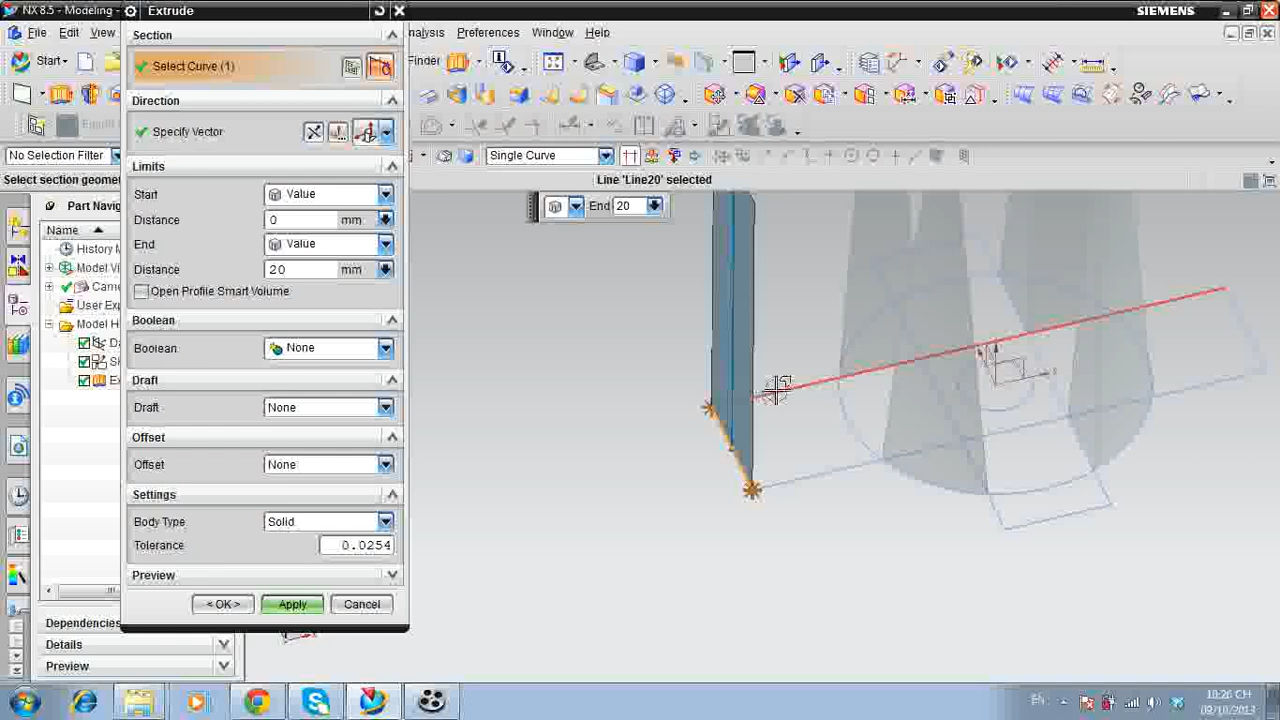 NX 8.5 - Modeling -
Extrude
SIEMENS
File Edit View
nalysis Preferences Window Help
Section
Start
Select Curve (1)
Finder
Direction
Specify Vector
No Selection Filter
Single Curve
Limits
Select section geomet
Line 'Line20' selected
Start
Value
Part Navig
End 20
Distance
0
mm
Name
End
Value
History M
Model Vi
Distance
20
mm
Came
Open Profile Smart Volume
User Exp
Boolean
Model H
Boolean
None
Draft
Draft
None
Offset
Offset
None
Settings
Body Type
Solid
Tolerance
0.0254
Preview
< OK >
Apply
Cancel
Dependencies
Details
Preview
EN
10:26 CH